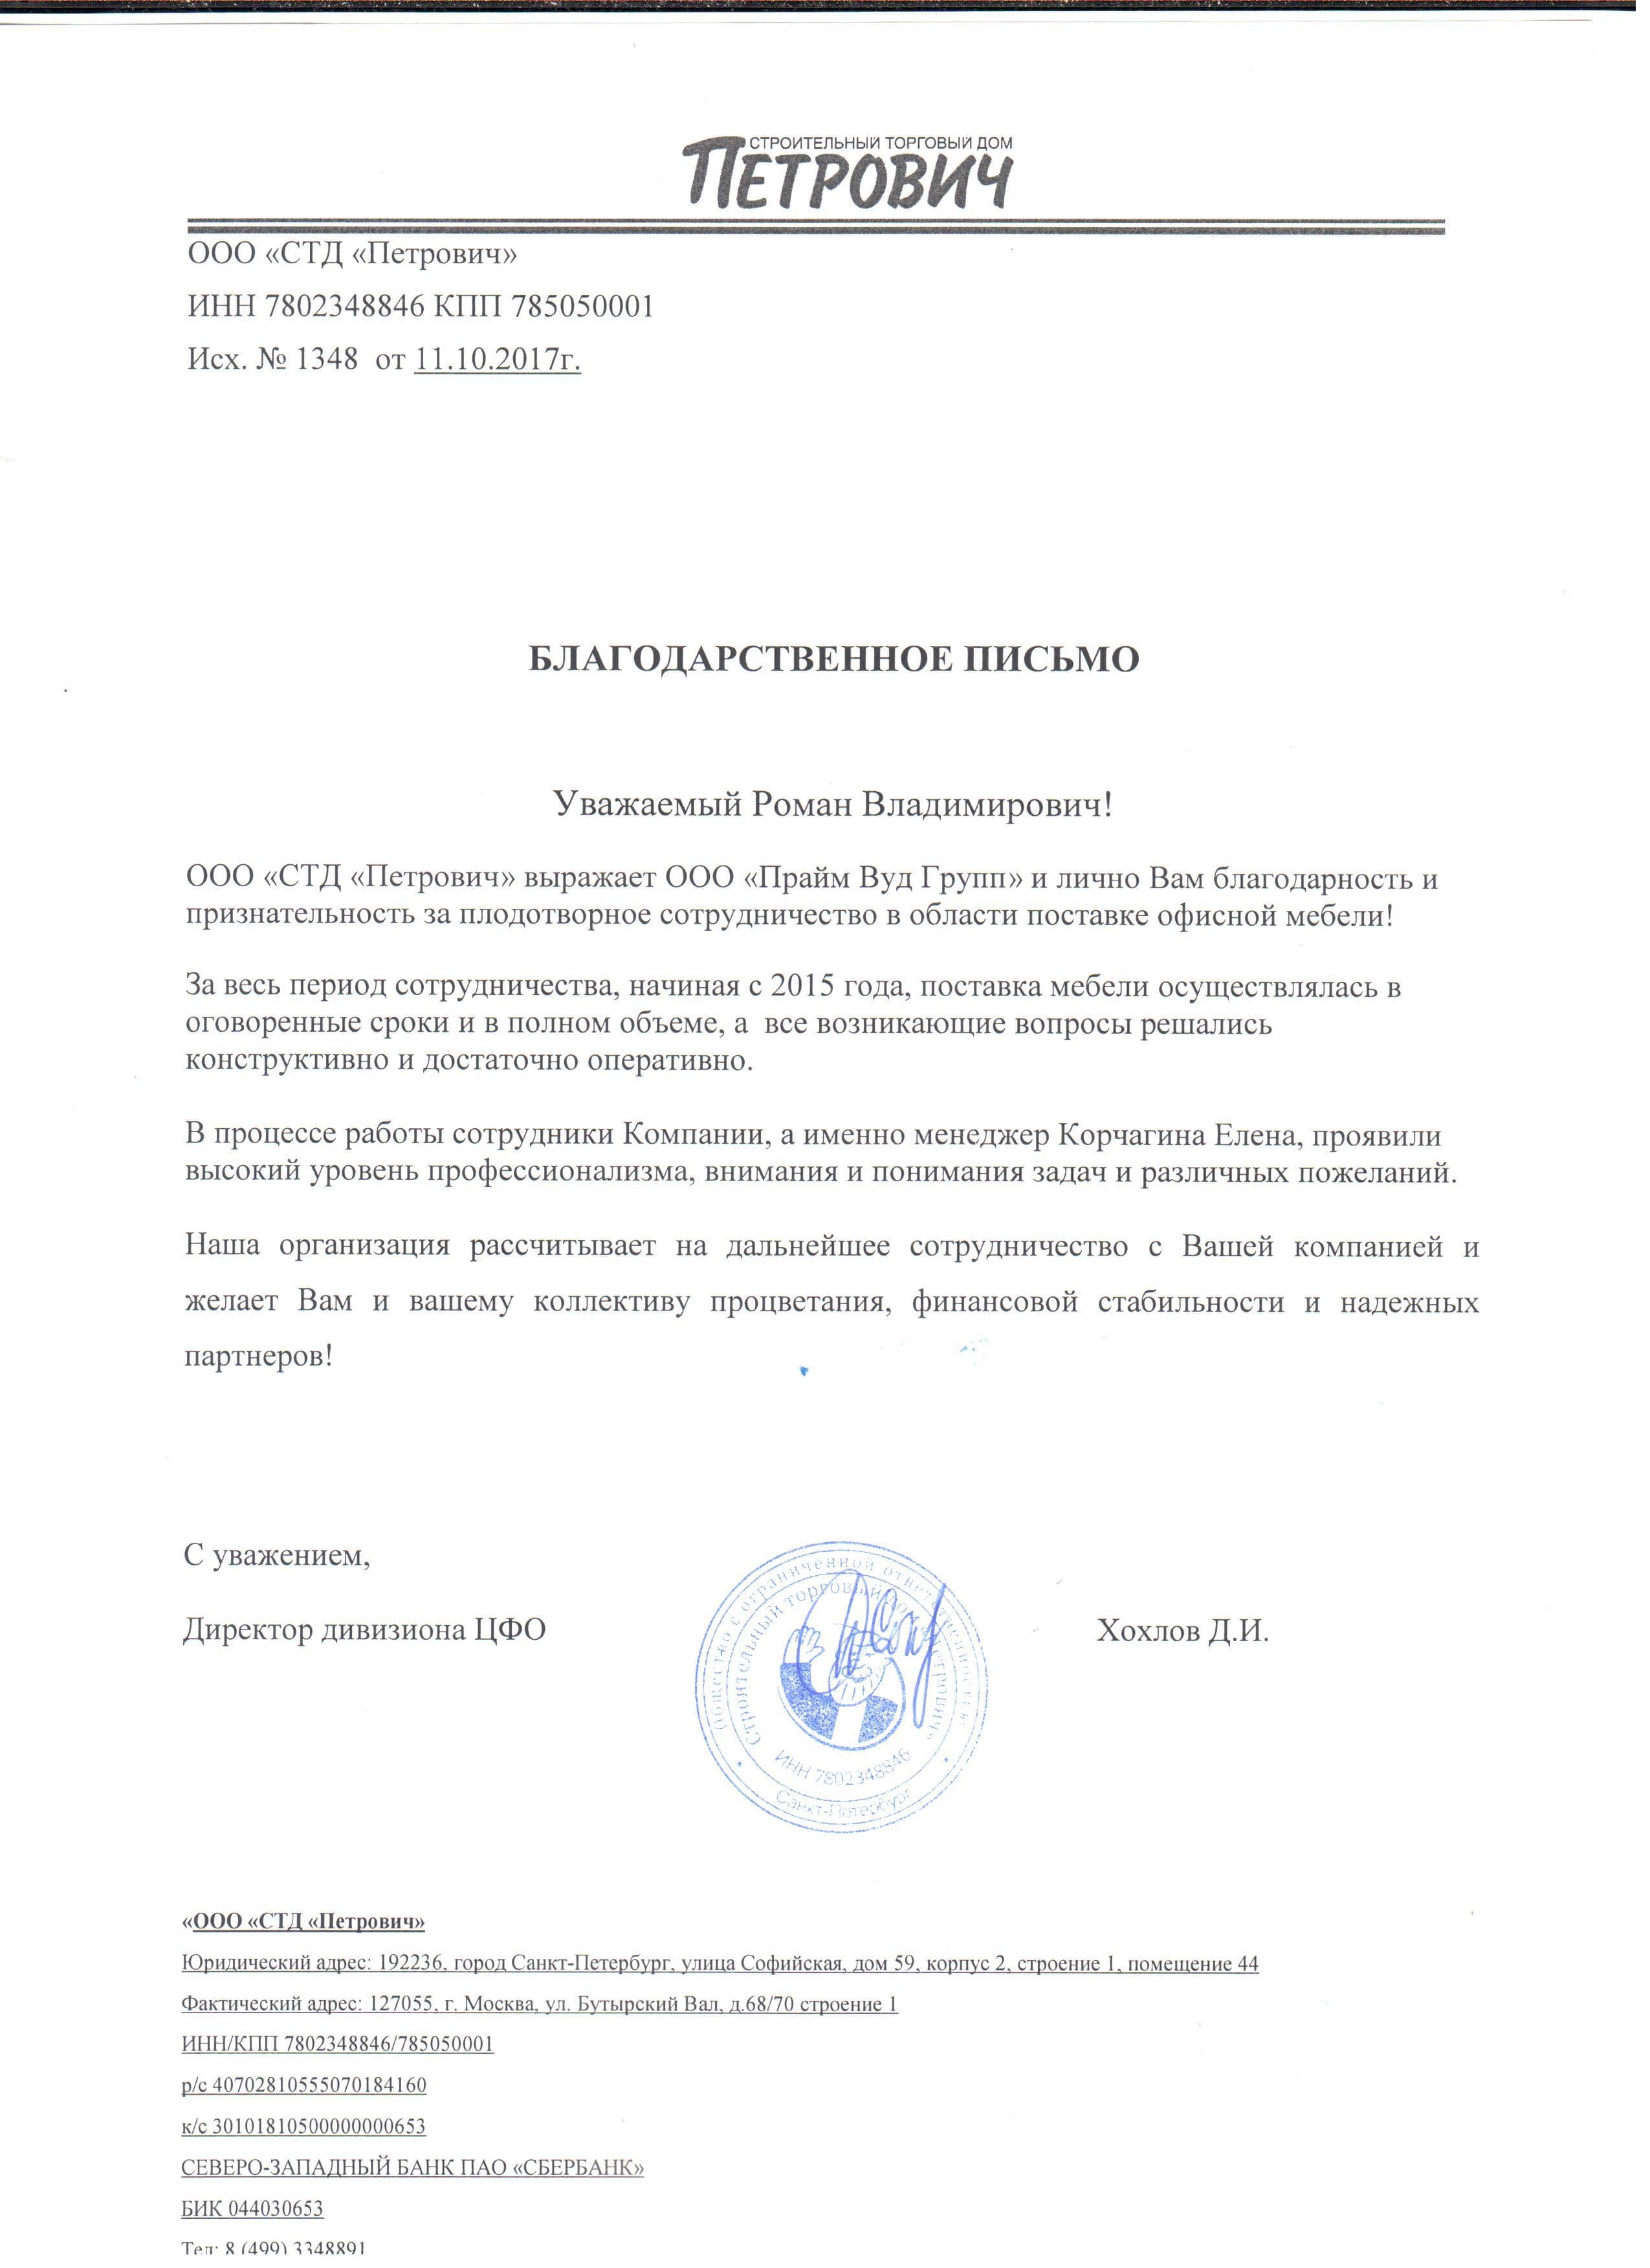 СТРОИТЕЛЬНЫЙ ТОРГОВЫЙ ДОМ
ПЕТРОВИЧ
ООО «СТД «Петрович»
ИНН 7802348846 КПП 785050001
Исх. № 1348  от 11.10.2017г.
БЛАГОДАРСТВЕННОЕ ПИСЬМО
Уважаемый Роман Владимирович!
ООО «СТД «Петрович» выражает ООО «Прайм Вуд Групп» и лично Вам благодарность и
признательность за плодотворное сотрудничество в области поставке офисной мебели!
За весь период сотрудничества, начиная с 2015 года, поставка мебели осуществлялась в
оговоренные сроки и в полном объеме, а  все возникающие вопросы решались
конструктивно и достаточно оперативно.
В процессе работы сотрудники Компании, а именно менеджер Корчагина Елена, проявили
высокий уровень профессионализма, внимания и понимания задач и различных пожеланий.
Наша организация рассчитывает на дальнейшее сотрудничество с Вашей компанией и
желает Вам и вашему коллективу процветания, финансовой стабильности и надежных
партнеров!
С уважением,
Директор дивизиона ЦФО
Хохлов Д.И.
Общество с ограниченной ответственностью
Строительный торговый «Петрович»
ИНН 7802348846
Санкт-Петербург
«ООО «СТД «Петрович»
Юридический адрес: 192236, город Санкт-Петербург, улица Софийская, дом 59, корпус 2, строение 1, помещение 44
Фактический адрес: 127055, г. Москва, ул. Бутырский Вал, д.68/70 строение 1
ИНН/КПП 7802348846/785050001
р/с 40702810555070184160
к/с 30101810500000000653
СЕВЕРО-ЗАПАДНЫЙ БАНК ПАО «СБЕРБАНК»
БИК 044030653
Тел: 8 (499) 3348891